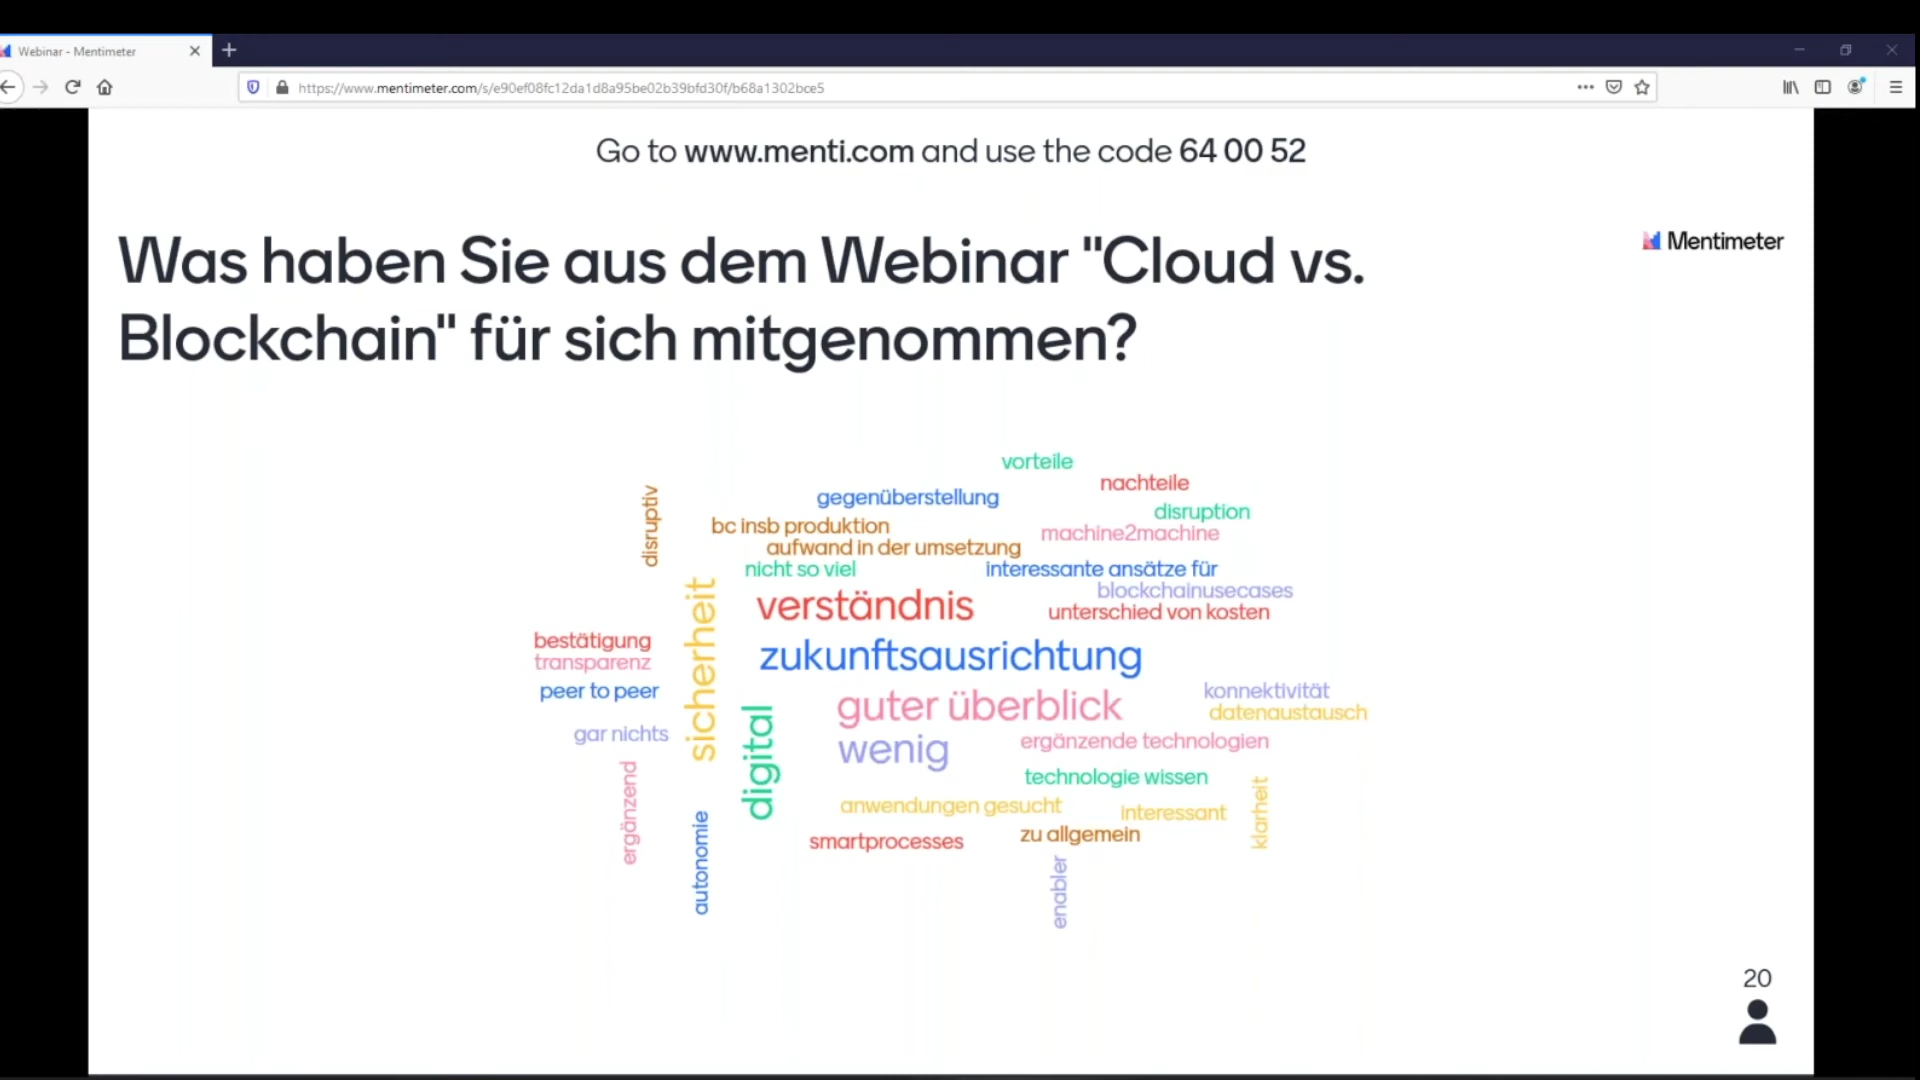 Webinar - Mentimeter
https://www.mentimeter.com/s/e90ef08fc12da1d8a95be02b39bfd30f/b68a1302bce5
Go to www.menti.com and use the code 64 00 52
Was haben Sie aus dem Webinar "Cloud vs.
Blockchain" für sich mitgenommen?
Mentimeter
vorteile
nachteile
gegenüberstellung
disruptiv
disruption
bc insb produktion
machine2machine
aufwand in der umsetzung
nicht so viel
interessante ansätze für
blockchainusecases
verständnis
unterschied von kosten
sicherheit
bestätigung
zukunftsausrichtung
transparenz
peer to peer
konnektivität
guter überblick
datenaustausch
gar nichts
digital
wenig
ergänzende technologien
technologie wissen
ergänzend
anwendungen gesucht
interessant
klarheit
zu allgemein
smartprocesses
autonomie
enabler
20